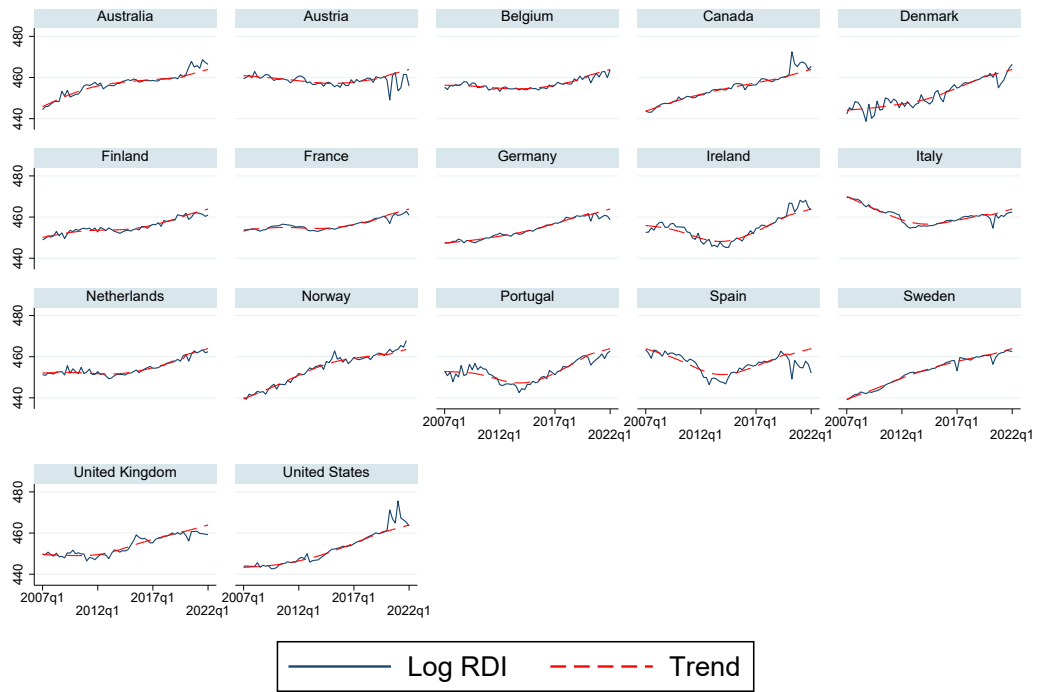 Australia Austria Belgium Canada Denmark
480
460
440
Finland France Germany Ireland Italy
480
460
440
Netherlands Norway Portugal Spain Sweden
480
460
440
2007q1 2017q1 2007q1 2017q1 2007q1 2017q1
2012q1 2022q1 2012q1 2022q1 2012q1 2022q1
United Kingdom United States
480
460
440
2007q1 2017q1 2007q1 2017q1
2012q1 2022q1 2012q1 2022q1
Log RDI Trend